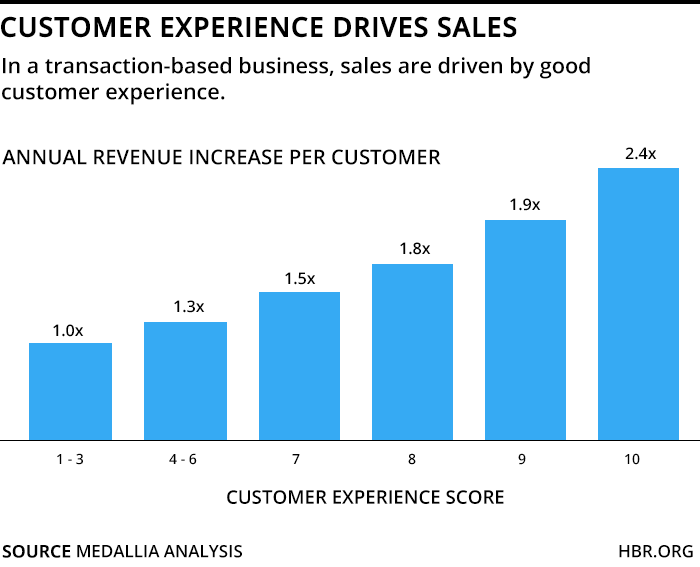 CUSTOMER EXPERIENCE DRIVES SALES
In a transaction-based business, sales are driven by good
customer experience.
ANNUAL REVENUE INCREASE PER CUSTOMER
1.0x
1.3x
1.5x
1.8x
1.9x
2.4x
1 - 3
4 - 6
7
8
9
10
CUSTOMER EXPERIENCE SCORE
SOURCE MEDALLIA ANALYSIS
HBR.ORG